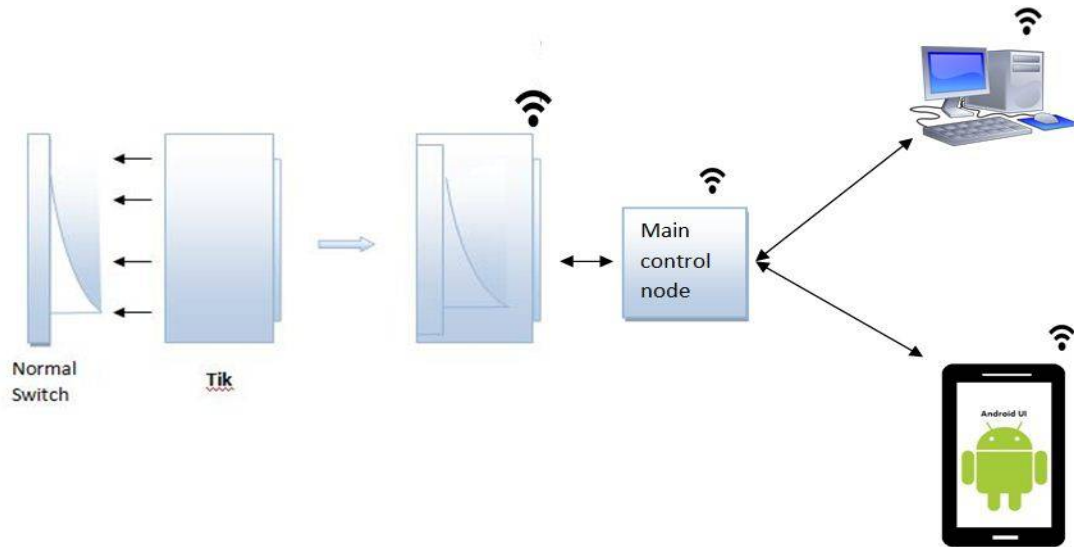 Normal
Switch
Tik
Main
control
node
Android UI